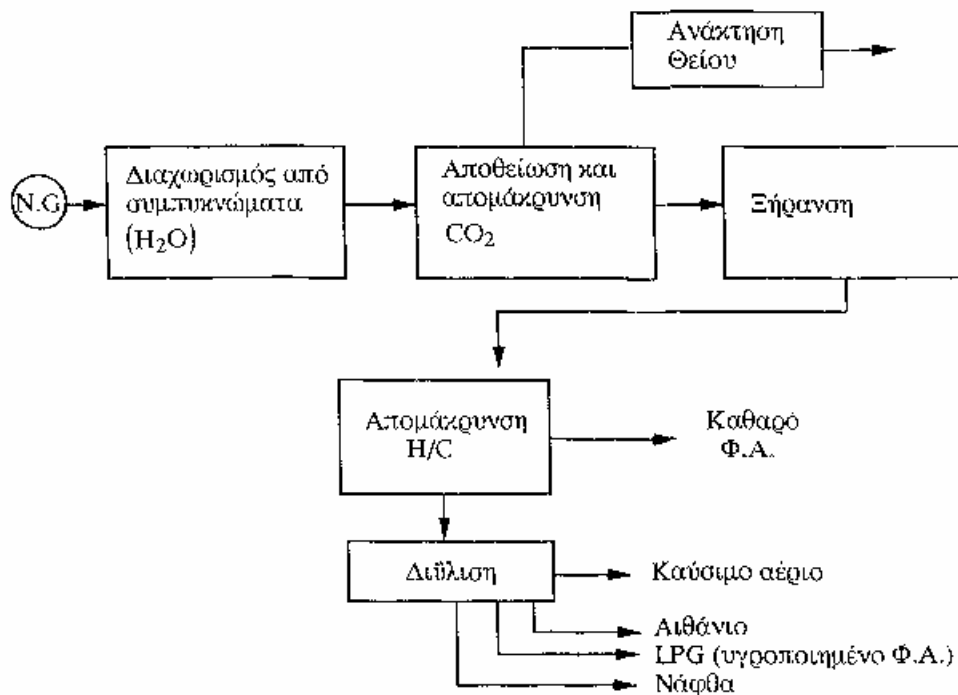 Ανάκτηση
Θείου
N.G
Διαχωρισμός από
συμπυκνώματα
(H₂O)
Αποθείωση και
απομάκρυνση
CO₂
Ξήρανση
Απομάκρυνση
H/C
Καθαρό
Φ.Α.
Διΰλιση
Καύσιμο αέριο
Αιθάνιο
LPG (υγροποιημένο Φ.Α.)
Νάφθα